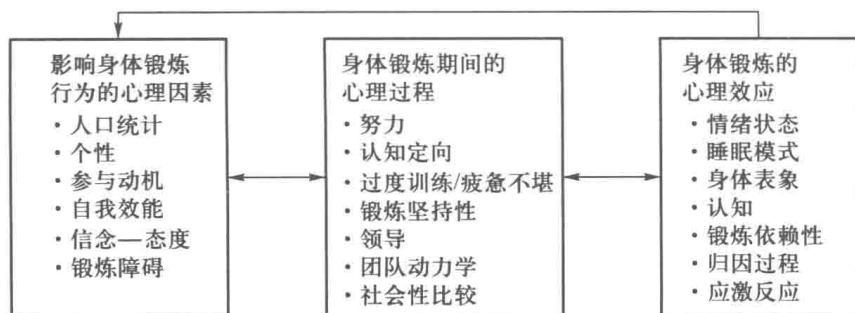 影响身体锻炼
行为的心理因素
·人口统计
·个性
·参与动机
·自我效能
·信念—态度
·锻炼障碍
身体锻炼期间的
心理过程
·努力
·认知定向
·过度训练/疲惫不堪
·锻炼坚持性
·领导
·团队动力学
·社会性比较
身体锻炼的
心理效应
·情绪状态
·睡眠模式
·身体表象
·认知
·锻炼依赖性
·归因过程
·应激反应